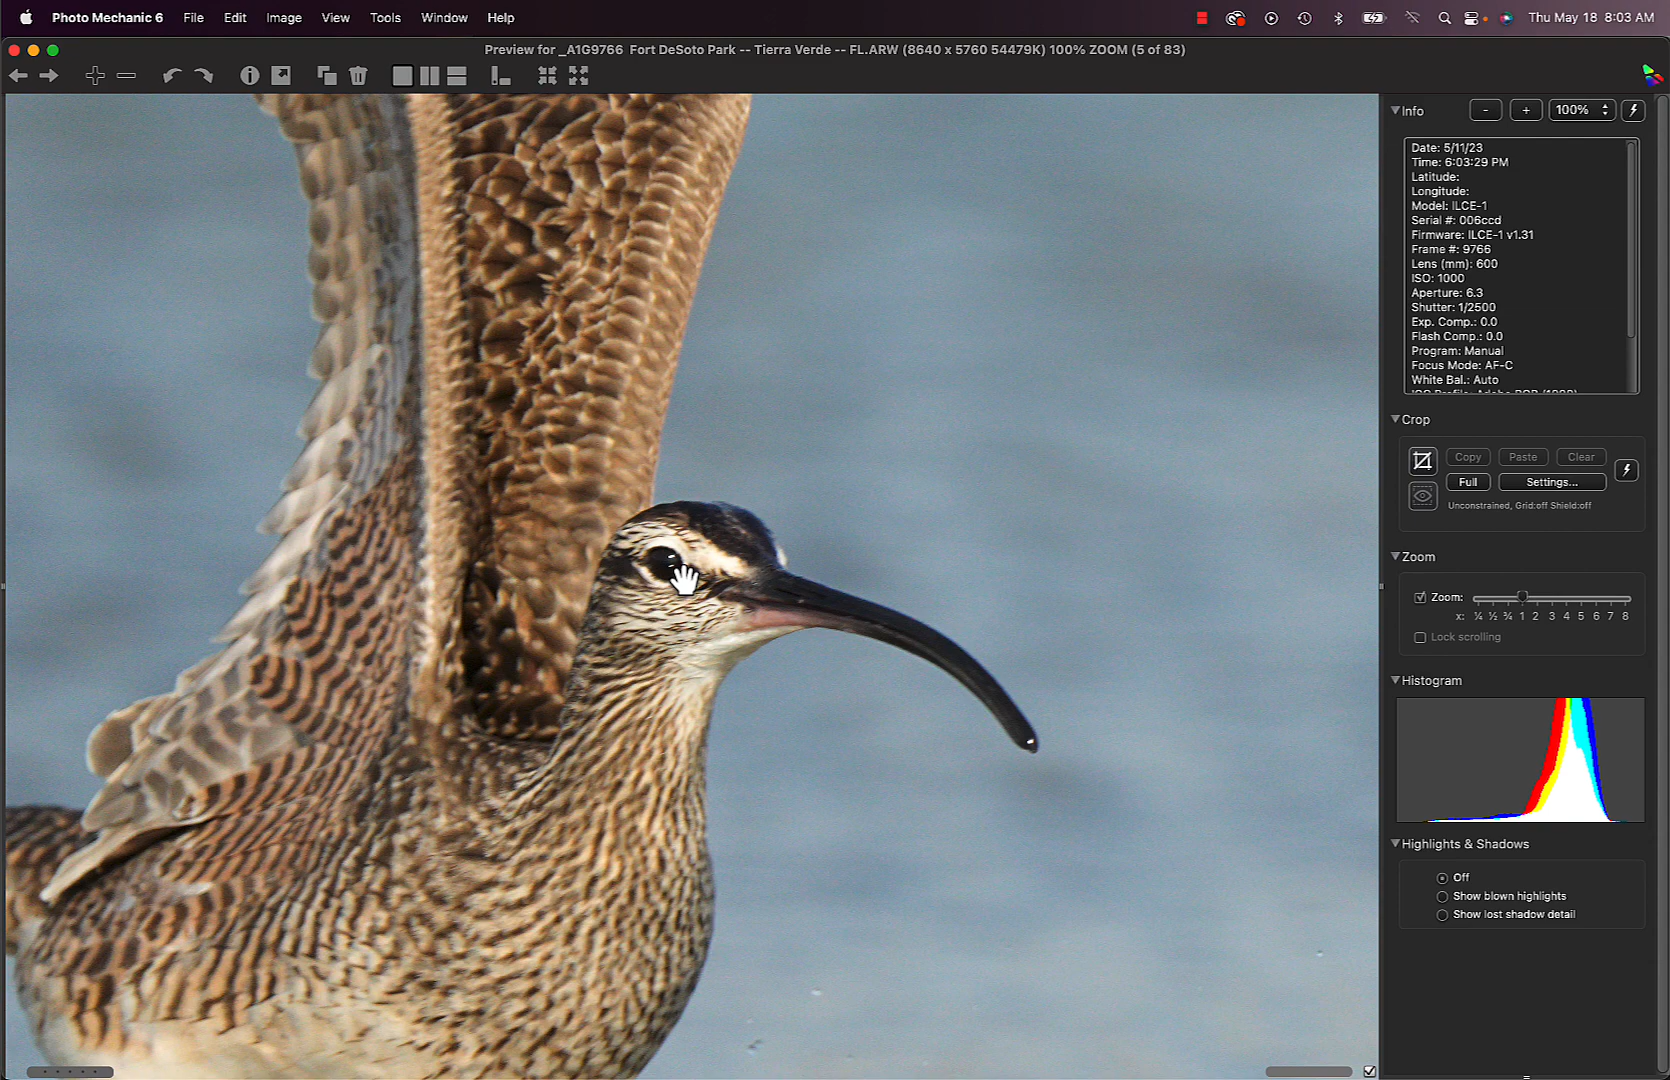 Photo Mechanic 6 File Edit Image View Tools Window Help Thu May 18 8:03 AM
Preview for _A1G9766 Fort DeSoto Park -- Tierra Verde -- FL.ARW (8640 x 5760 54479K) 100% ZOOM (5 of 83)
Info - + 100%
Date: 5/11/23
Time: 6:03:29 PM
Latitude:
Longitude:
Model: ILCE-1
Serial #: 006ccd
Firmware: ILCE-1 v1.31
Frame #: 9766
Lens (mm): 600
ISO: 1000
Aperture: 6.3
Shutter: 1/2500
Exp. Comp.: 0.0
Flash Comp.: 0.0
Program: Manual
Focus Mode: AF-C
White Bal.: Auto
Crop
Copy Paste Clear
Full Settings...
Unconstrained, Grid:off Shield:off
Zoom
Zoom:
x: ¼ ½ ¾ 1 2 3 4 5 6 7 8
Lock scrolling
Histogram
Highlights & Shadows
Off
Show blown highlights
Show lost shadow detail